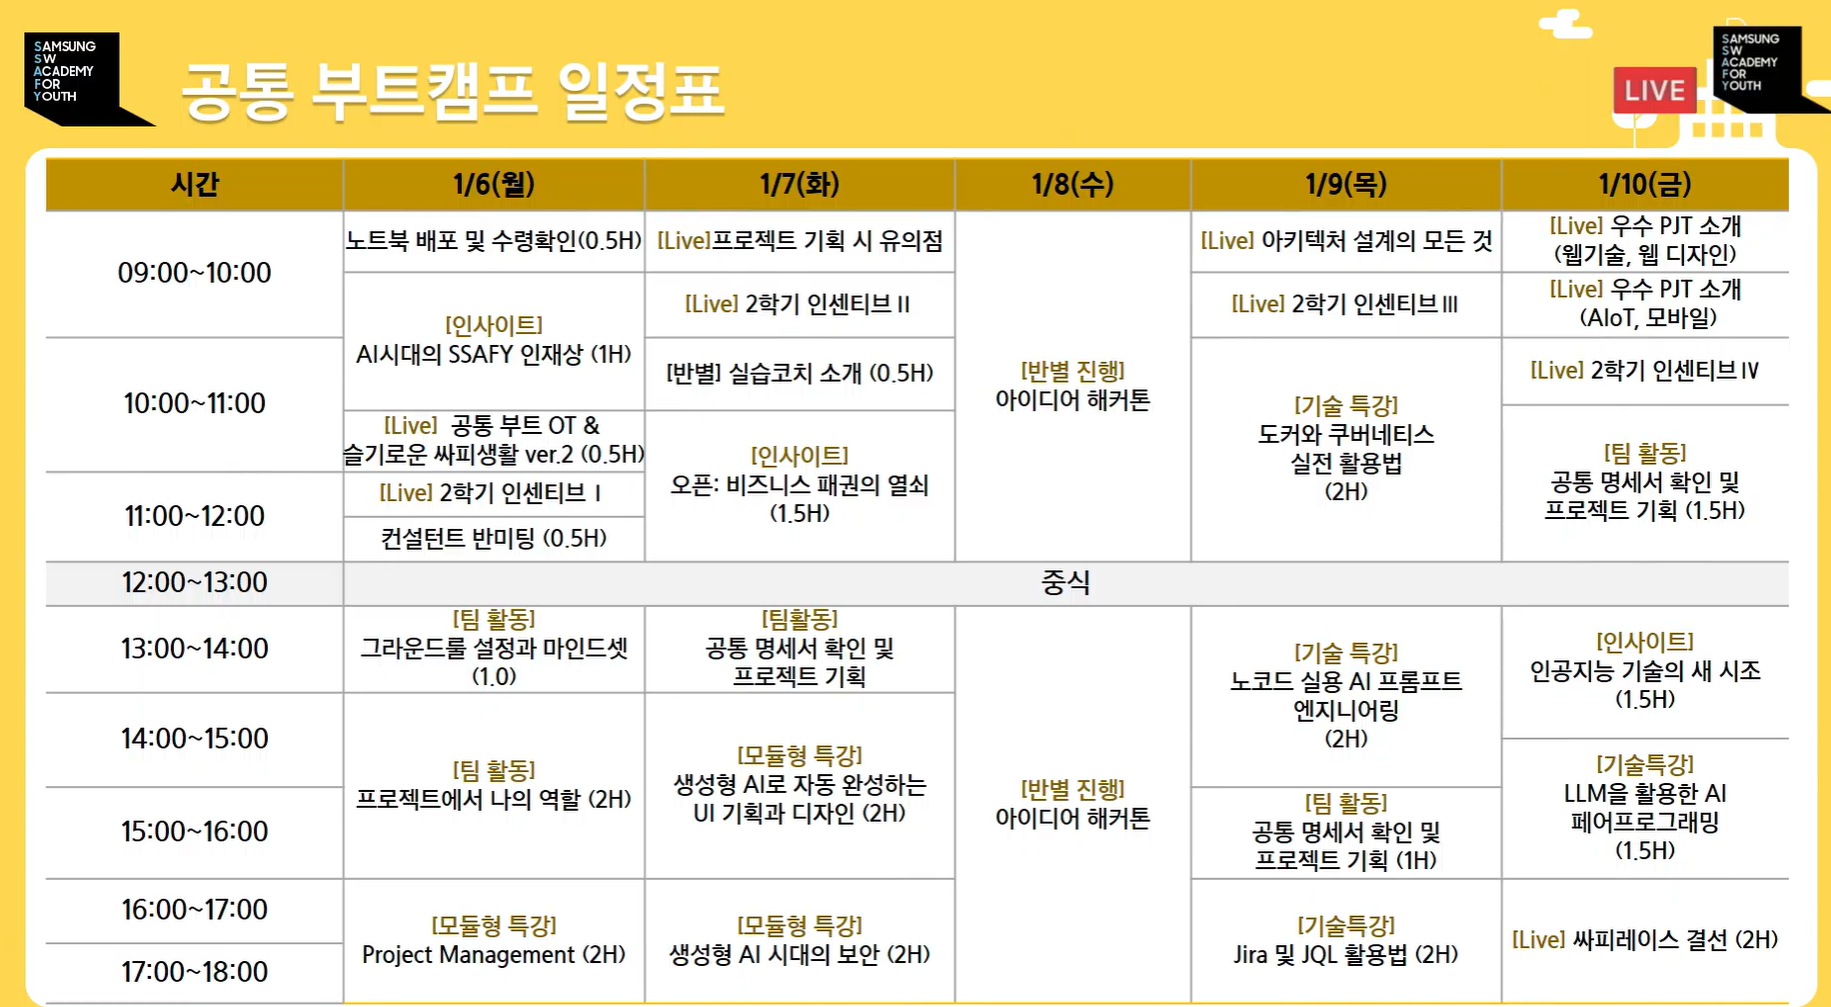 SAMSUNG
SW
ACADEMY
FOR
YOUTH
공통 부트캠프 일정표
LIVE
SAMSUNG
SW
ACADEMY
FOR
YOUTH
시간
1/6(월)
1/7(화)
1/8(수)
1/9(목)
1/10(금)
09:00~10:00
노트북 배포 및 수령확인(0.5H)
[Live]프로젝트 기획 시 유의점
[반별 진행]
아이디어 해커톤
[Live] 아키텍처 설계의 모든 것
[Live] 우수 PJT 소개
(웹기술, 웹 디자인)
[인사이트]
AI시대의 SSAFY 인재상 (1H)
[Live] 2학기 인센티브Ⅱ
[Live] 2학기 인센티브Ⅲ
[Live] 우수 PJT 소개
(AIoT, 모바일)
10:00~11:00
[반별] 실습코치 소개 (0.5H)
[기술 특강]
도커와 쿠버네티스
실전 활용법
(2H)
[Live] 2학기 인센티브Ⅳ
[Live] 공통 부트 OT &
슬기로운 싸피생활 ver.2 (0.5H)
[인사이트]
오픈: 비즈니스 패권의 열쇠
(1.5H)
[팀 활동]
공통 명세서 확인 및
프로젝트 기획 (1.5H)
11:00~12:00
[Live] 2학기 인센티브 Ⅰ
컨설턴트 반미팅 (0.5H)
12:00~13:00
중식
13:00~14:00
[팀 활동]
그라운드룰 설정과 마인드셋
(1.0)
[팀활동]
공통 명세서 확인 및
프로젝트 기획
[반별 진행]
아이디어 해커톤
[기술 특강]
노코드 실용 AI 프롬프트
엔지니어링
(2H)
[인사이트]
인공지능 기술의 새 시조
(1.5H)
14:00~15:00
[팀 활동]
프로젝트에서 나의 역할 (2H)
[모듈형 특강]
생성형 AI로 자동 완성하는
UI 기획과 디자인 (2H)
[기술특강]
LLM을 활용한 AI
페어프로그래밍
(1.5H)
15:00~16:00
[팀 활동]
공통 명세서 확인 및
프로젝트 기획 (1H)
16:00~17:00
[모듈형 특강]
Project Management (2H)
[모듈형 특강]
생성형 AI 시대의 보안 (2H)
[기술특강]
Jira 및 JQL 활용법 (2H)
[Live] 싸피레이스 결선 (2H)
17:00~18:00